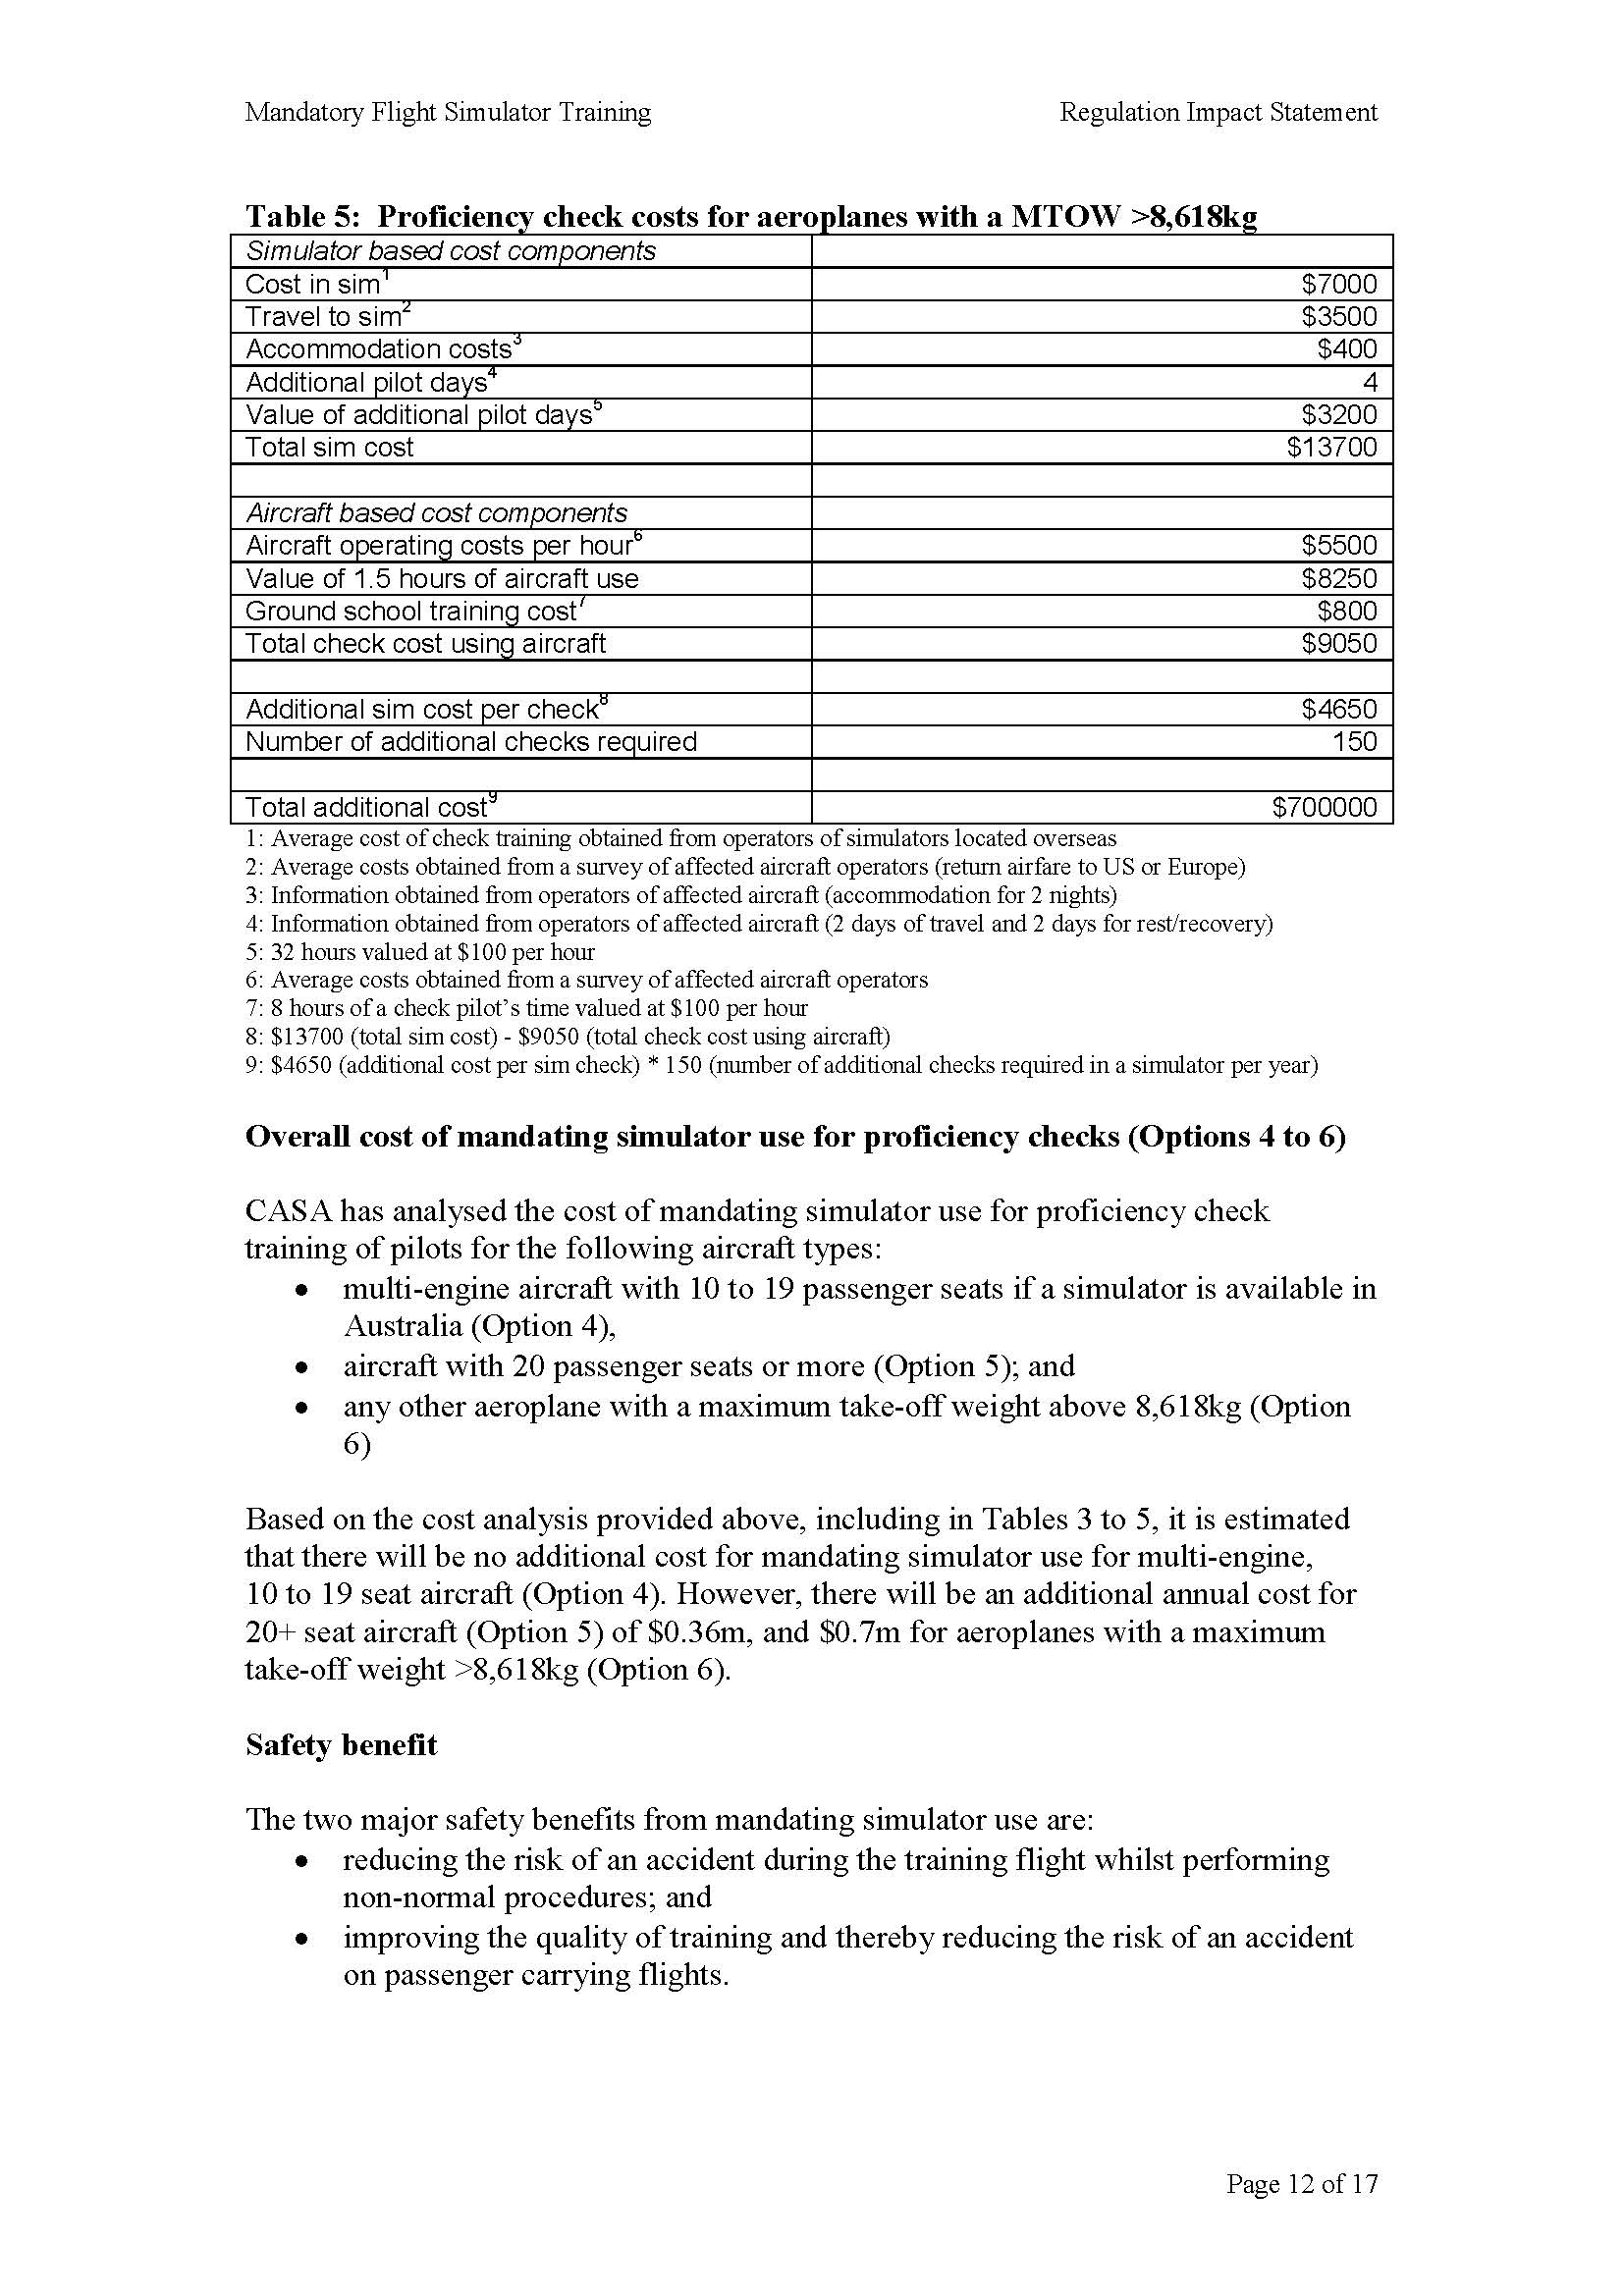 Mandatory Flight Simulator Training Regulation Impact Statement
Table 5:  Proficiency check costs for aeroplanes with a MTOW >8,618kg
Simulator based cost components
Cost in sim1 $7000
Travel to sim2 $3500
Accommodation costs3 $400
Additional pilot days4 4
Value of additional pilot days5 $3200
Total sim cost $13700
Aircraft based cost components
Aircraft operating costs per hour6 $5500
Value of 1.5 hours of aircraft use $8250
Ground school training cost7 $800
Total check cost using aircraft $9050
Additional sim cost per check8 $4650
Number of additional checks required 150
Total additional cost9 $700000
1: Average cost of check training obtained from operators of simulators located overseas
2: Average costs obtained from a survey of affected aircraft operators (return airfare to US or Europe)
3: Information obtained from operators of affected aircraft (accommodation for 2 nights)
4: Information obtained from operators of affected aircraft (2 days of travel and 2 days for rest/recovery)
5: 32 hours valued at $100 per hour
6: Average costs obtained from a survey of affected aircraft operators
7: 8 hours of a check pilot’s time valued at $100 per hour
8: $13700 (total sim cost) - $9050 (total check cost using aircraft)
9: $4650 (additional cost per sim check) * 150 (number of additional checks required in a simulator per year)
Overall cost of mandating simulator use for proficiency checks (Options 4 to 6)
CASA has analysed the cost of mandating simulator use for proficiency check
training of pilots for the following aircraft types:
• multi-engine aircraft with 10 to 19 passenger seats if a simulator is available in
Australia (Option 4),
• aircraft with 20 passenger seats or more (Option 5); and
• any other aeroplane with a maximum take-off weight above 8,618kg (Option
6)
Based on the cost analysis provided above, including in Tables 3 to 5, it is estimated
that there will be no additional cost for mandating simulator use for multi-engine,
10 to 19 seat aircraft (Option 4). However, there will be an additional annual cost for
20+ seat aircraft (Option 5) of $0.36m, and $0.7m for aeroplanes with a maximum
take-off weight >8,618kg (Option 6).
Safety benefit
The two major safety benefits from mandating simulator use are:
• reducing the risk of an accident during the training flight whilst performing
non-normal procedures; and
• improving the quality of training and thereby reducing the risk of an accident
on passenger carrying flights.
Page 12 of 17